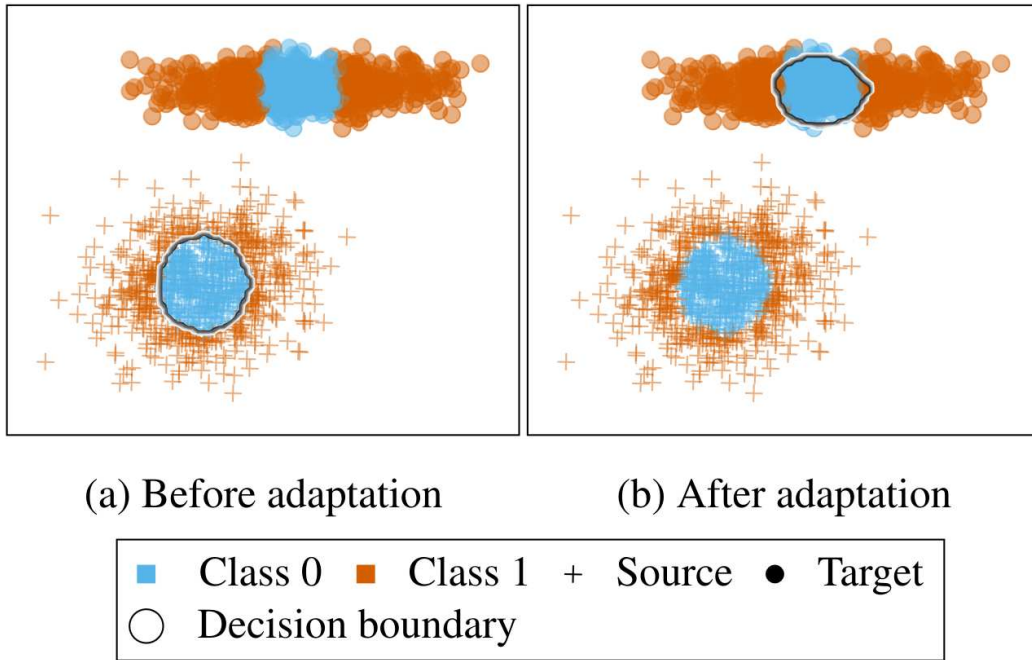 (a) Before adaptation
(b) After adaptation
Class 0 Class 1 + Source Target
Decision boundary